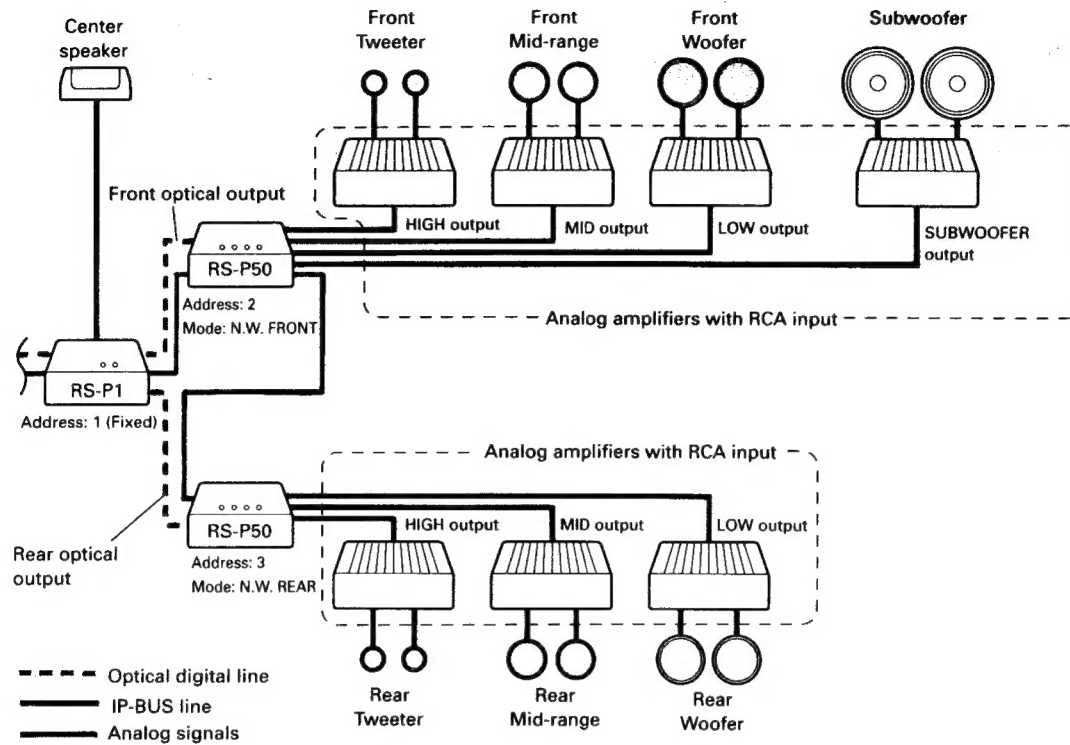 Center
speaker
Front
Tweeter
Front
Mid-range
Front
Woofer
Subwoofer
Front optical output
HIGH output
MID output
LOW output
SUBWOOFER
output
RS-P50
Address: 2
Mode: N.W. FRONT
Analog amplifiers with RCA input
RS-P1
Address: 1 (Fixed)
Analog amplifiers with RCA input
RS-P50
HIGH output
MID output
LOW output
Rear optical
output
Address: 3
Mode: N.W. REAR
Optical digital line
IP-BUS line
Analog signals
Rear
Tweeter
Rear
Mid-range
Rear
Woofer